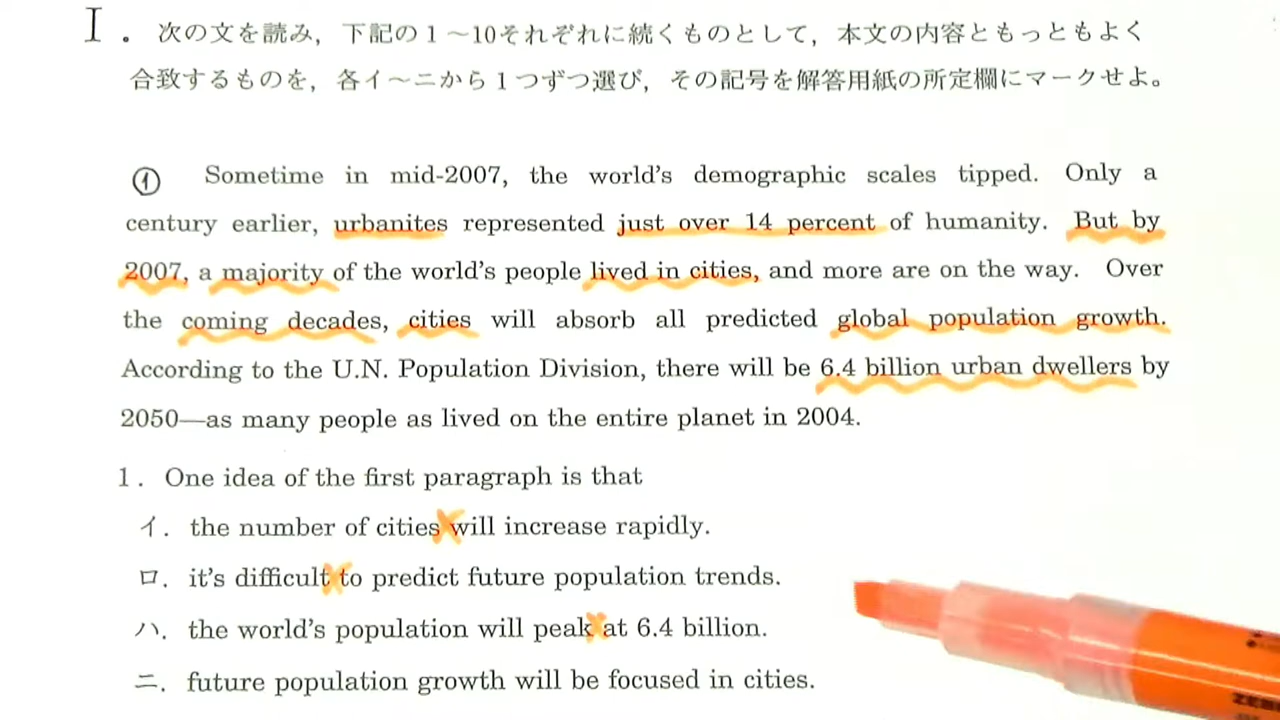 I. 次の文を読み，下記の1～10それぞれに続くものとして，本文の内容ともっともよく
合致するものを，各イ～ニから1つずつ選び，その記号を解答用紙の所定欄にマークせよ。
① Sometime in mid-2007, the world's demographic scales tipped. Only a
century earlier, urbanites represented just over 14 percent of humanity. But by
2007, a majority of the world's people lived in cities, and more are on the way. Over
the coming decades, cities will absorb all predicted global population growth.
According to the U.N. Population Division, there will be 6.4 billion urban dwellers by
2050—as many people as lived on the entire planet in 2004.
1. One idea of the first paragraph is that
イ. the number of cities will increase rapidly.
ロ. it's difficult to predict future population trends.
ハ. the world's population will peak at 6.4 billion.
ニ. future population growth will be focused in cities.